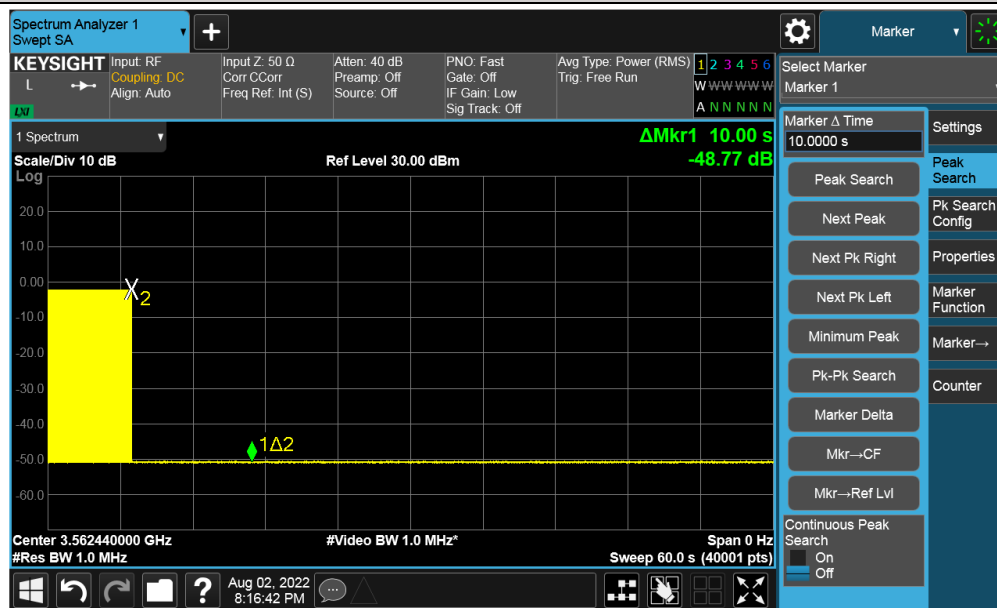 Spectrum Analyzer 1
Swept SA
+
Marker
KEYSIGHT
L
LXI
Input: RF
Coupling: DC
Align: Auto
Input Z: 50 Ω
Corr CCorr
Freq Ref: Int (S)
Atten: 40 dB
Preamp: Off
Source: Off
PNO: Fast
Gate: Off
IF Gain: Low
Sig Track: Off
Avg Type: Power (RMS)
Trig: Free Run
1 2 3 4 5 6
W W W W W W
A N N N N N
Select Marker
Marker 1
1 Spectrum
ΔMkr1 10.00 s
-48.77 dB
Scale/Div 10 dB
Ref Level 30.00 dBm
Log
20.0
10.0
0.00
-10.0
-20.0
-30.0
-40.0
-50.0
-60.0
X2
1Δ2
Center 3.562440000 GHz
#Video BW 1.0 MHz*
Span 0 Hz
#Res BW 1.0 MHz
Sweep 60.0 s (40001 pts)
Marker Δ Time
10.0000 s
Peak Search
Next Peak
Next Pk Right
Next Pk Left
Minimum Peak
Pk-Pk Search
Marker Delta
Mkr→CF
Mkr→Ref Lvl
Continuous Peak
Search
On
Off
Settings
Peak
Search
Pk Search
Config
Properties
Marker
Function
Marker→
Counter
?
Aug 02, 2022
8:16:42 PM